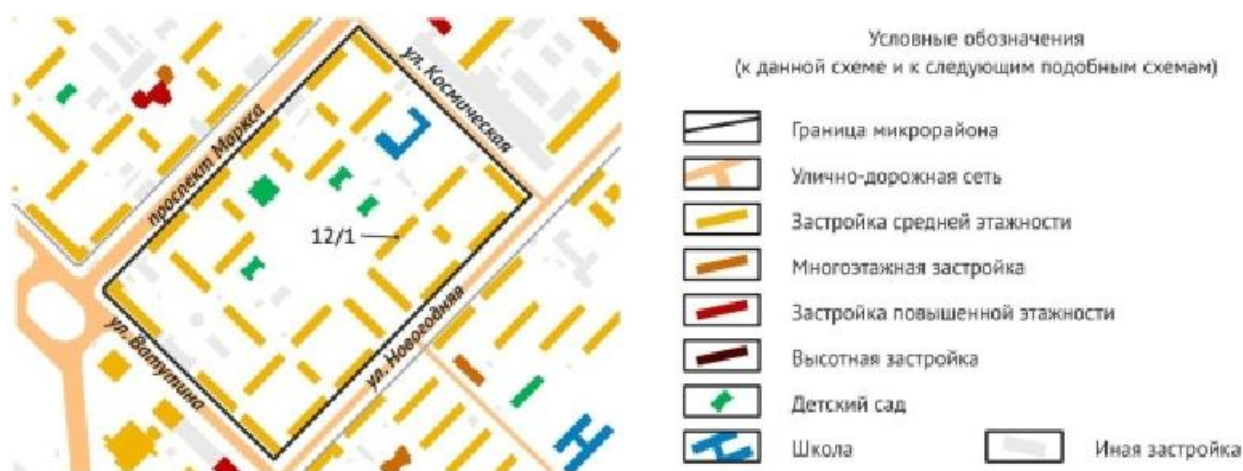 ул. Космическая
проспект Маркса
12/1
ул. Ватутина
ул. Новогодняя
Условные обозначения
(к данной схеме и к следующим подобным схемам)
Граница микрорайона
Улично-дорожная сеть
Застройка средней этажности
Многоэтажная застройка
Застройка повышенной этажности
Высотная застройка
Детский сад
Школа
Иная застройка